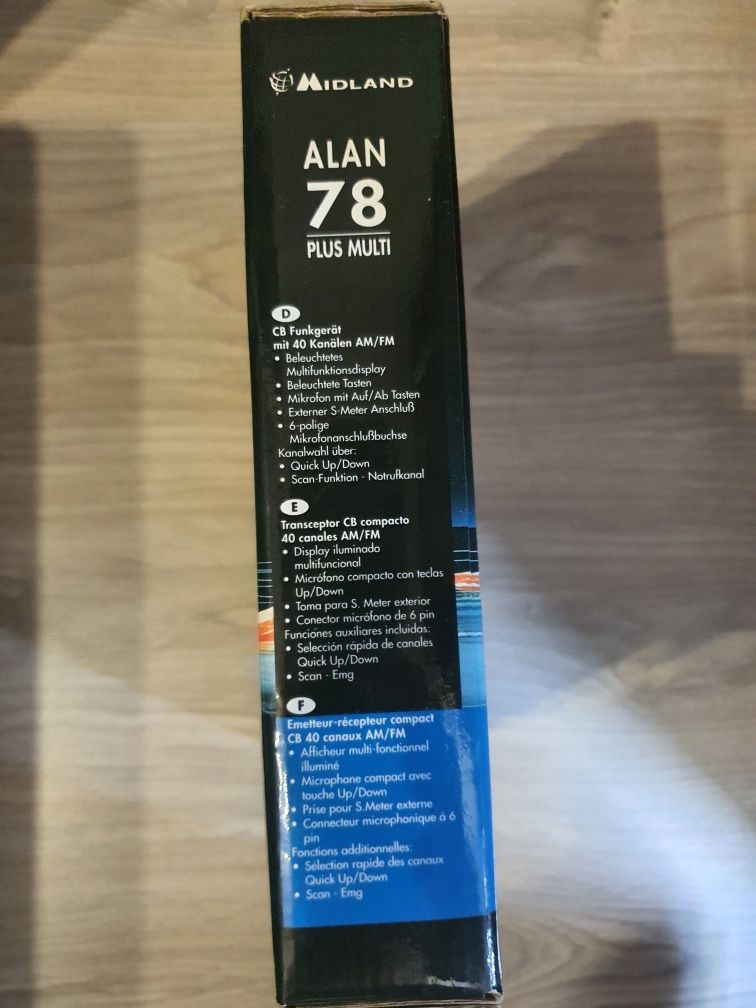 MIDLAND
ALAN
78
PLUS MULTI
D
CB Funkgerät
mit 40 Kanälen AM/FM
• Beleuchtetes
Multifunktionsdisplay
• Beleuchtete Tasten
• Mikrofon mit Auf/Ab Tasten
• Externer S-Meter Anschluß
• 6-polige
Mikrofonanschlußbuchse
Kanalwahl über:
• Quick Up/Down
• Scan-Funktion - Notrufkanal
E
Transceptor CB compacto
40 canales AM/FM
• Display iluminado
multifuncional
• Micrófono compacto con teclas
Up/Down
• Toma para S. Meter exterior
• Conector micrófono de 6 pin
Funciónes auxiliares incluidas:
• Selección rápida de canales
Quick Up/Down
• Scan - Emg
F
Emetteur-récepteur compact
CB 40 canaux AM/FM
• Afficheur multi-fonctionnel
illuminé
• Microphone compact avec
touche Up/Down
• Prise pour S.Meter externe
• Connecteur microphonique á 6
pin
Fonctions additionnelles:
• Sélection rapide des canaux
Quick Up/Down
• Scan - Emg